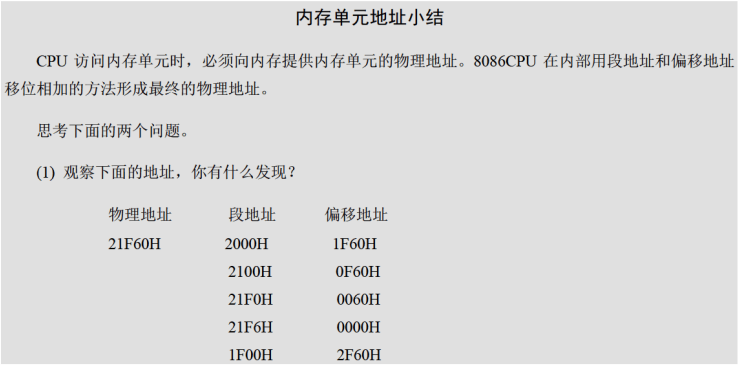 内存单元地址小结
CPU 访问内存单元时，必须向内存提供内存单元的物理地址。8086CPU 在内部用段地址和偏移地址
移位相加的方法形成最终的物理地址。
思考下面的两个问题。
(1) 观察下面的地址，你有什么发现？
物理地址 段地址 偏移地址
21F60H 2000H 1F60H
2100H 0F60H
21F0H 0060H
21F6H 0000H
1F00H 2F60H